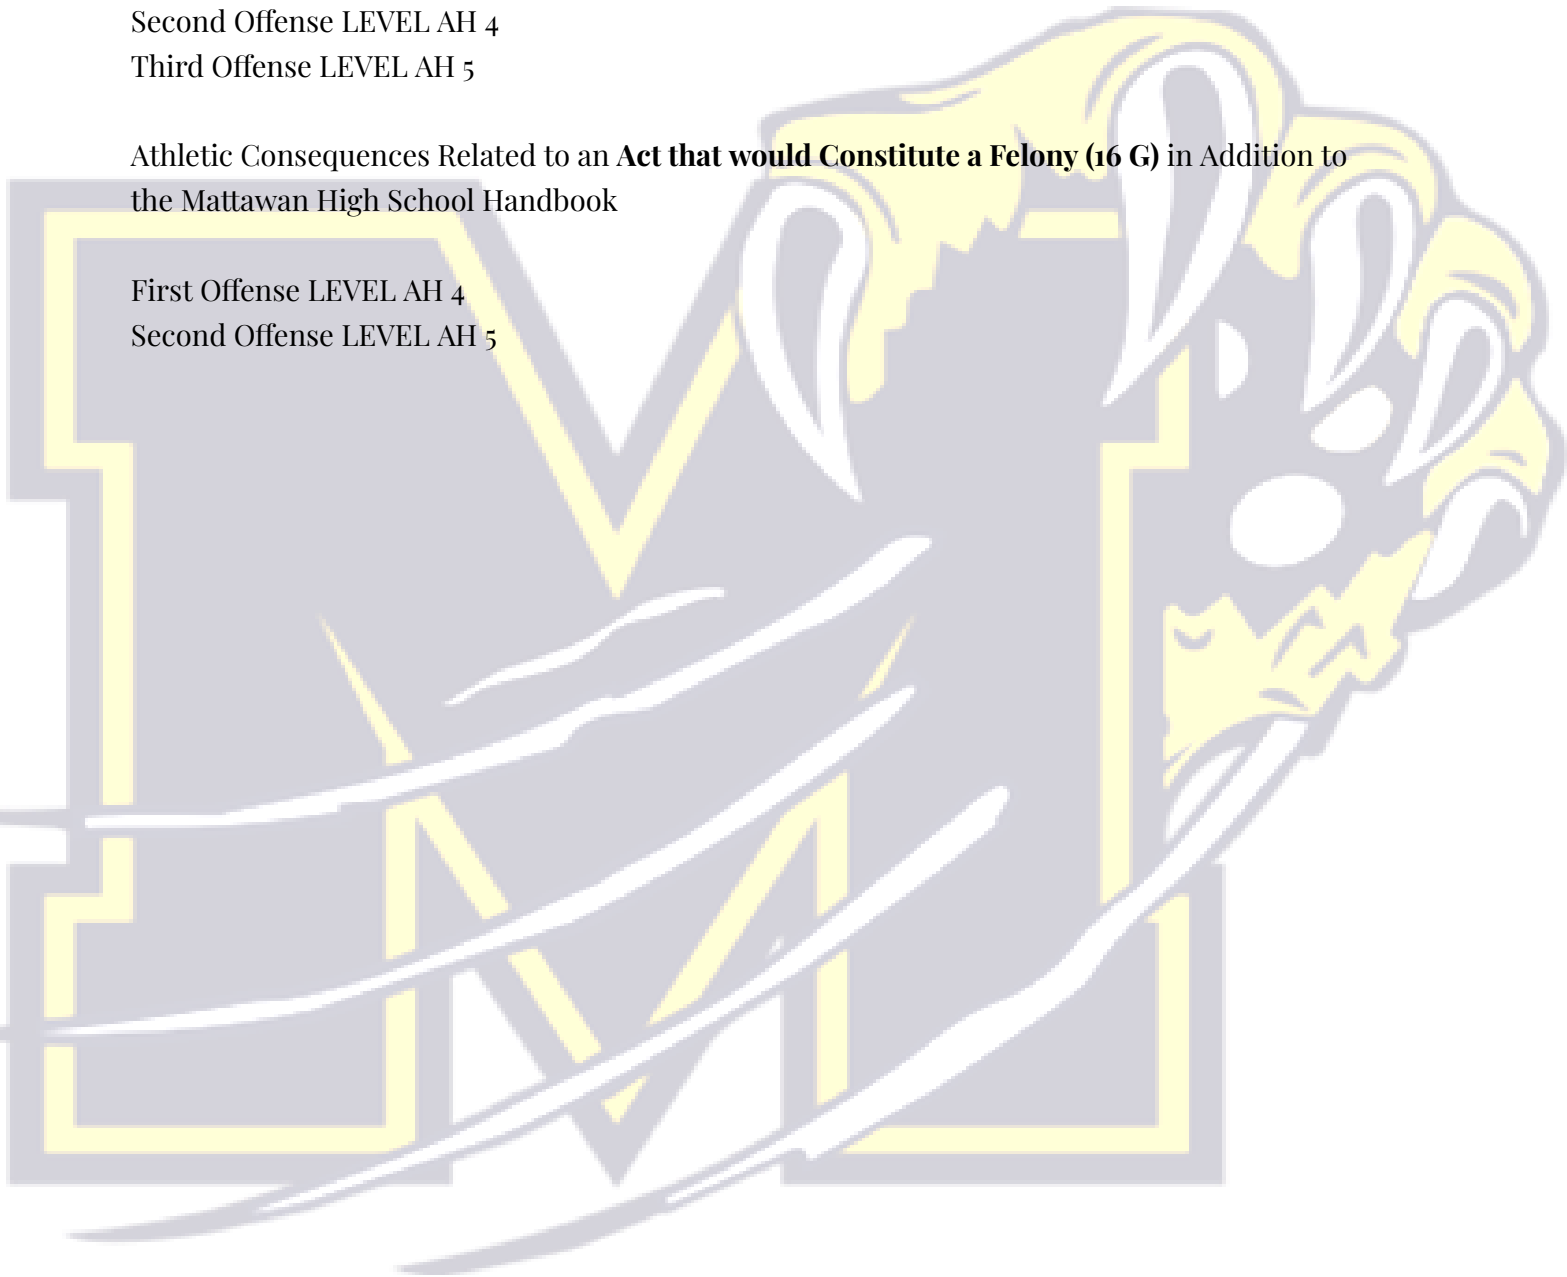 Second Offense LEVEL AH 4
Third Offense LEVEL AH 5
Athletic Consequences Related to an Act that would Constitute a Felony (16 G) in Addition to
the Mattawan High School Handbook
First Offense LEVEL AH 4
Second Offense LEVEL AH 5